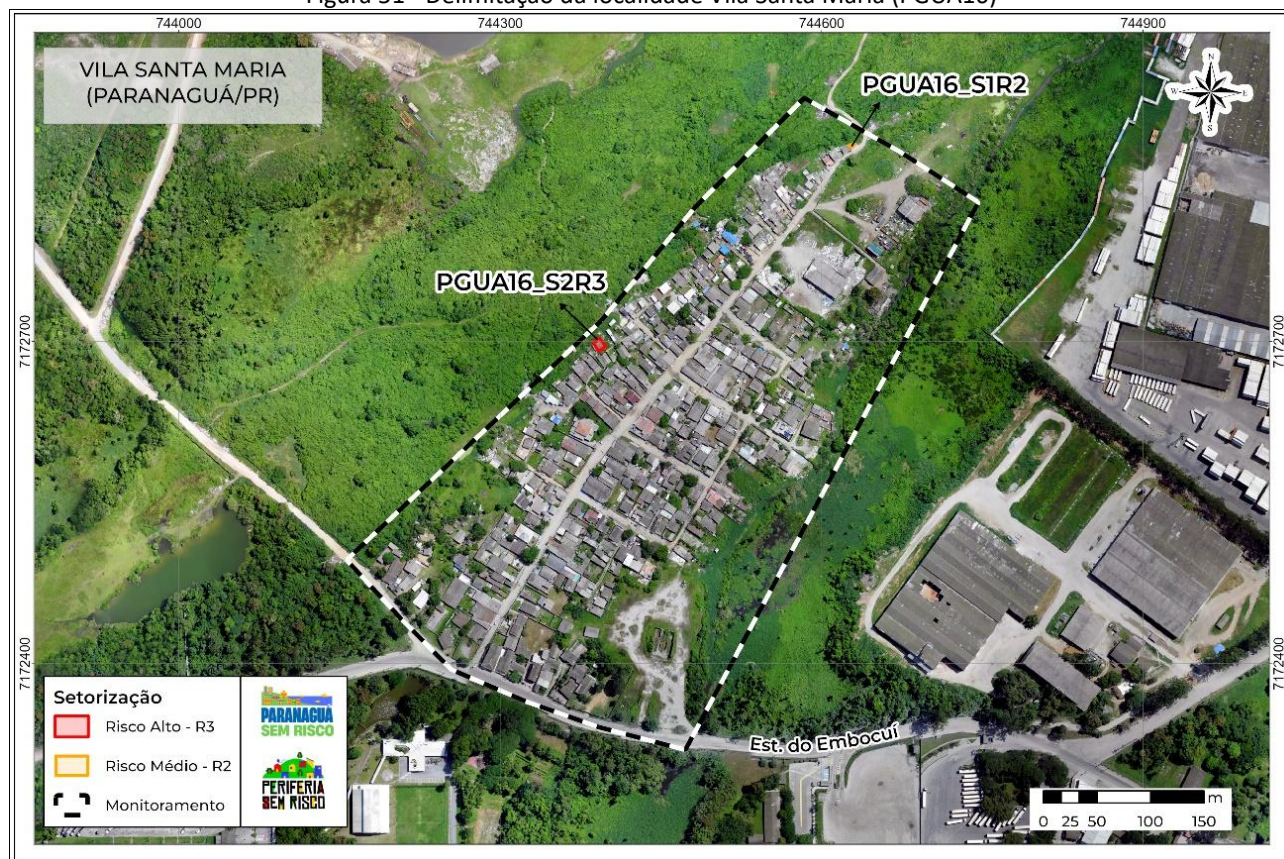 Figura 51 - Delimitação da localidade Vila Santa Maria (PGUA16)
744000
744300
744600
744900
VILA SANTA MARIA
(PARANAGUÁ/PR)
N
W
E
S
PGUA16_S1R2
PGUA16_S2R3
7172700
7172700
7172400
7172400
Est. do Embocuí
Setorização
Risco Alto - R3
Risco Médio - R2
Monitoramento
PARANAGUÁ
SEM RISCO
PERIFERIA
SEM RISCO
0 25 50 100 150
m